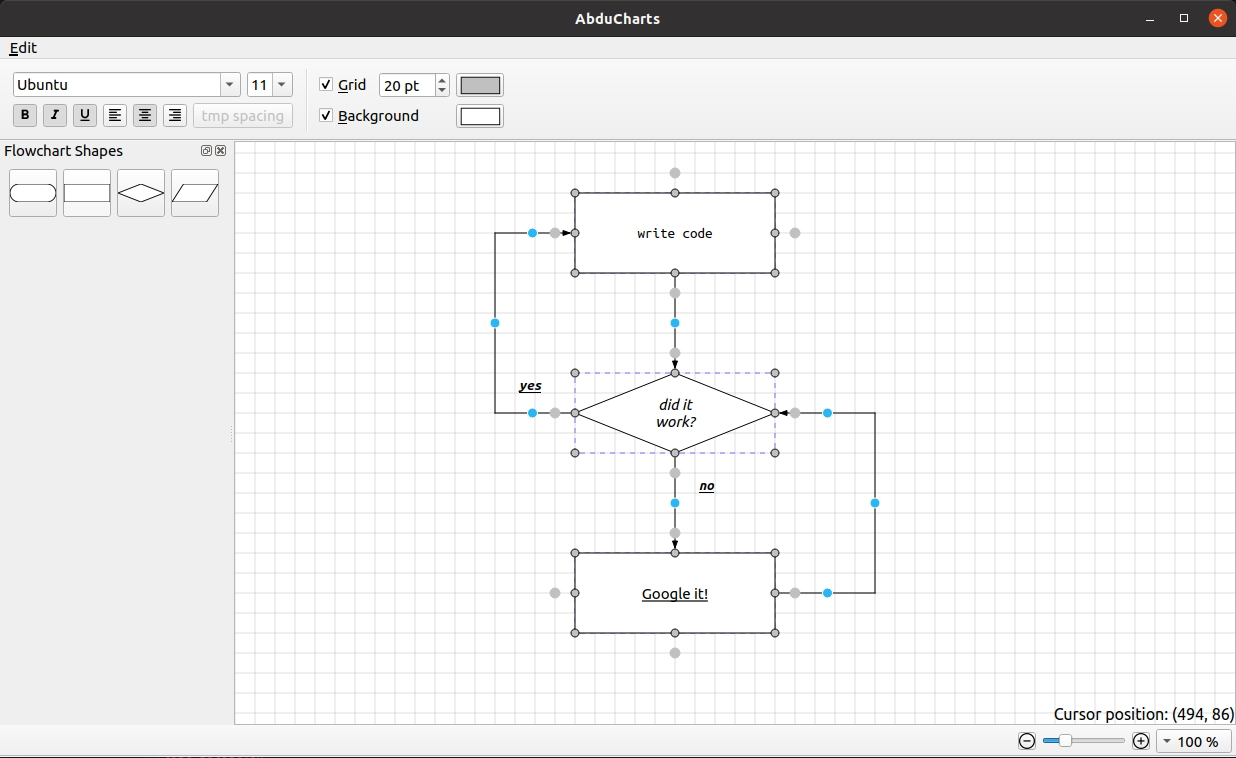 AbduCharts
Edit
Ubuntu
11
Grid
20 pt
B
I
U
tmp spacing
Background
Flowchart Shapes
write code
yes
did it
work?
no
Google it!
Cursor position: (494, 86)
100 %